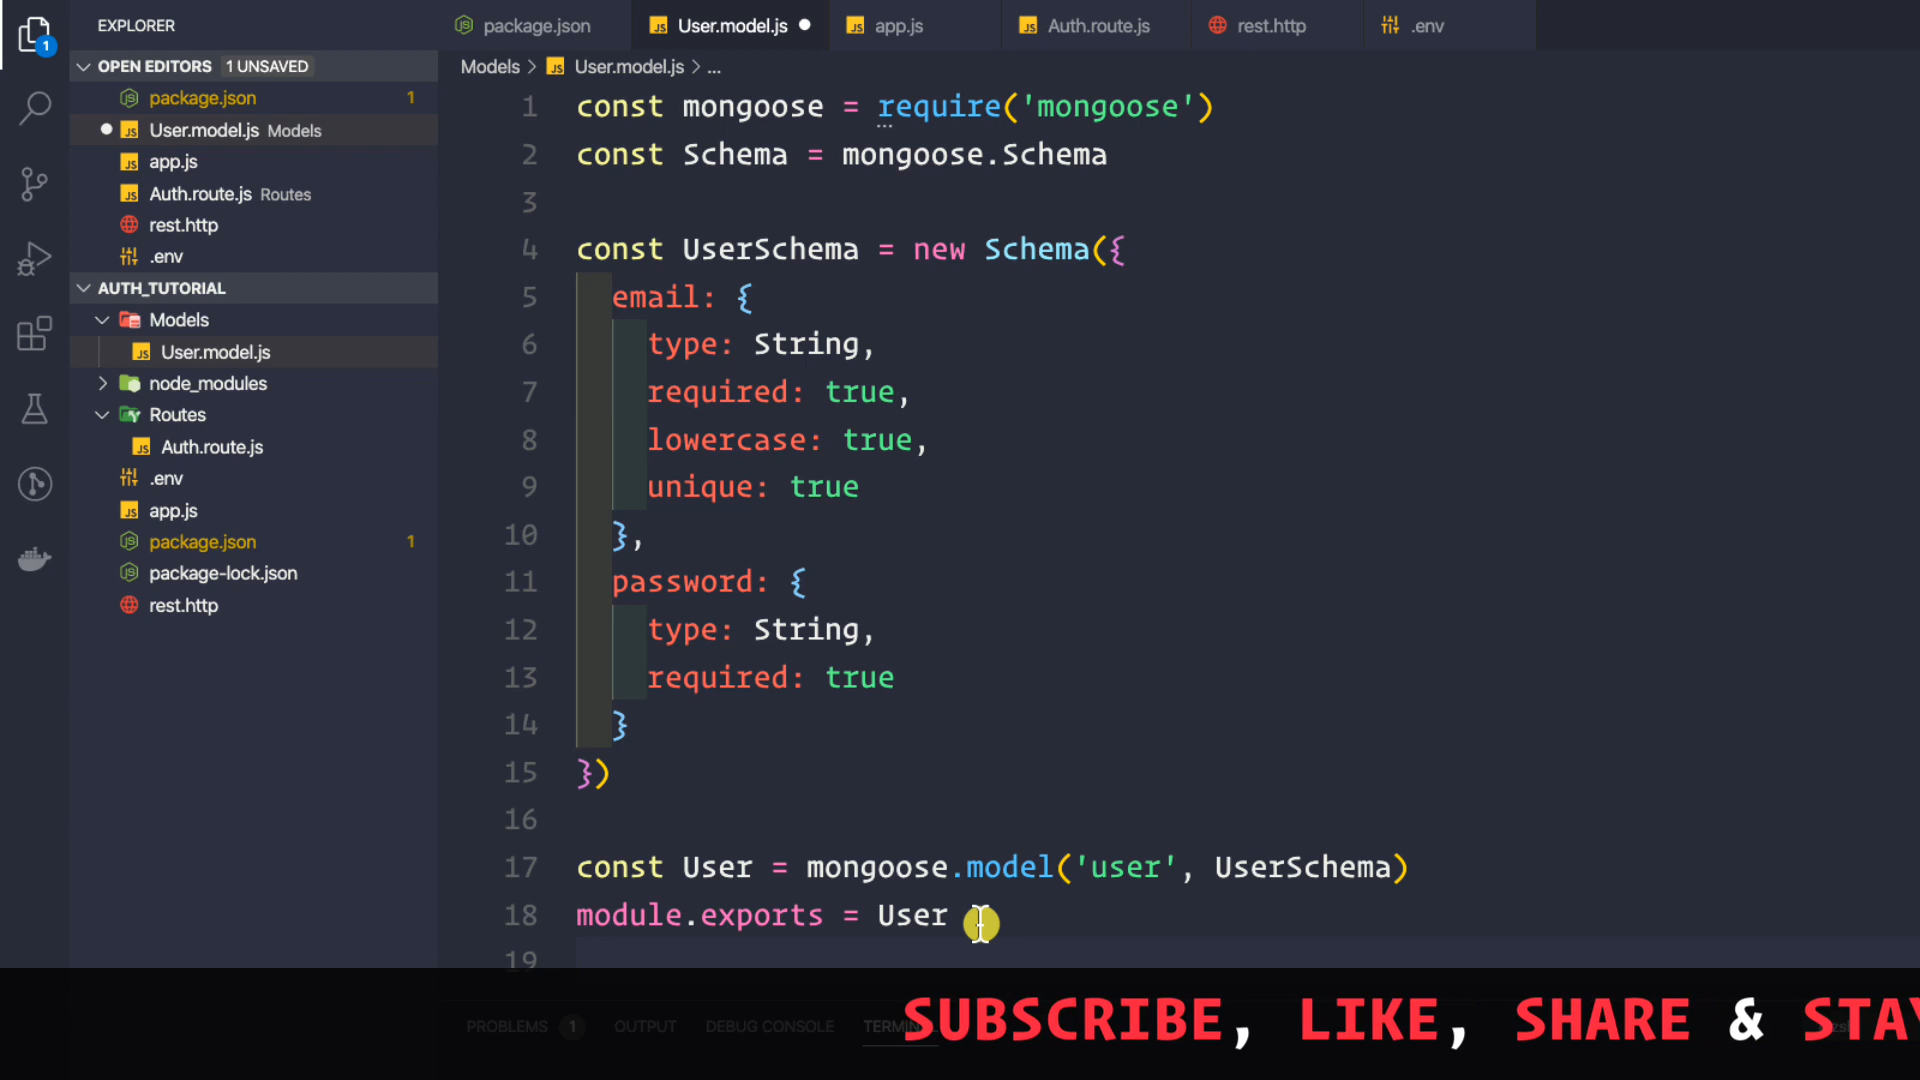 EXPLORER
1
OPEN EDITORS 1 UNSAVED
package.json 1
User.model.js Models
app.js
Auth.route.js Routes
rest.http
.env
AUTH_TUTORIAL
Models
User.model.js
node_modules
Routes
Auth.route.js
.env
app.js
package.json 1
package-lock.json
rest.http
package.json User.model.js app.js Auth.route.js rest.http .env
Models > User.model.js > ...
1 const mongoose = require('mongoose')
2 const Schema = mongoose.Schema
3
4 const UserSchema = new Schema({
5 email: {
6 type: String,
7 required: true,
8 lowercase: true,
9 unique: true
10 },
11 password: {
12 type: String,
13 required: true
14 }
15 })
16
17 const User = mongoose.model('user', UserSchema)
18 module.exports = User
19
PROBLEMS 1 OUTPUT DEBUG CONSOLE
SUBSCRIBE, LIKE, SHARE & STAY